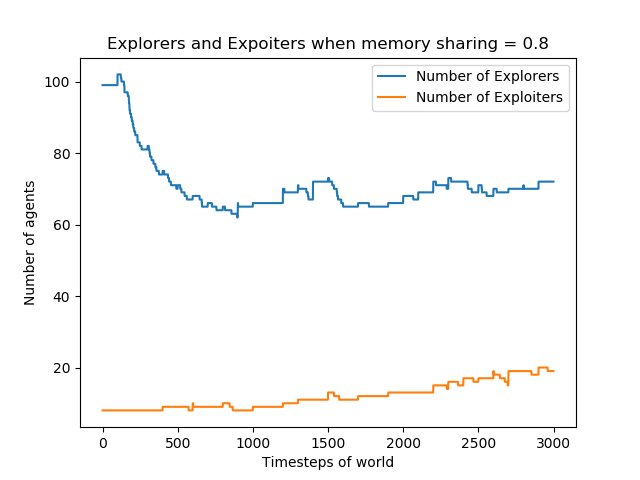 Explorers and Expoiters when memory sharing = 0.8
Number of Explorers
Number of Exploiters
Number of agents
100
80
60
40
20
0 500 1000 1500 2000 2500 3000
Timesteps of world